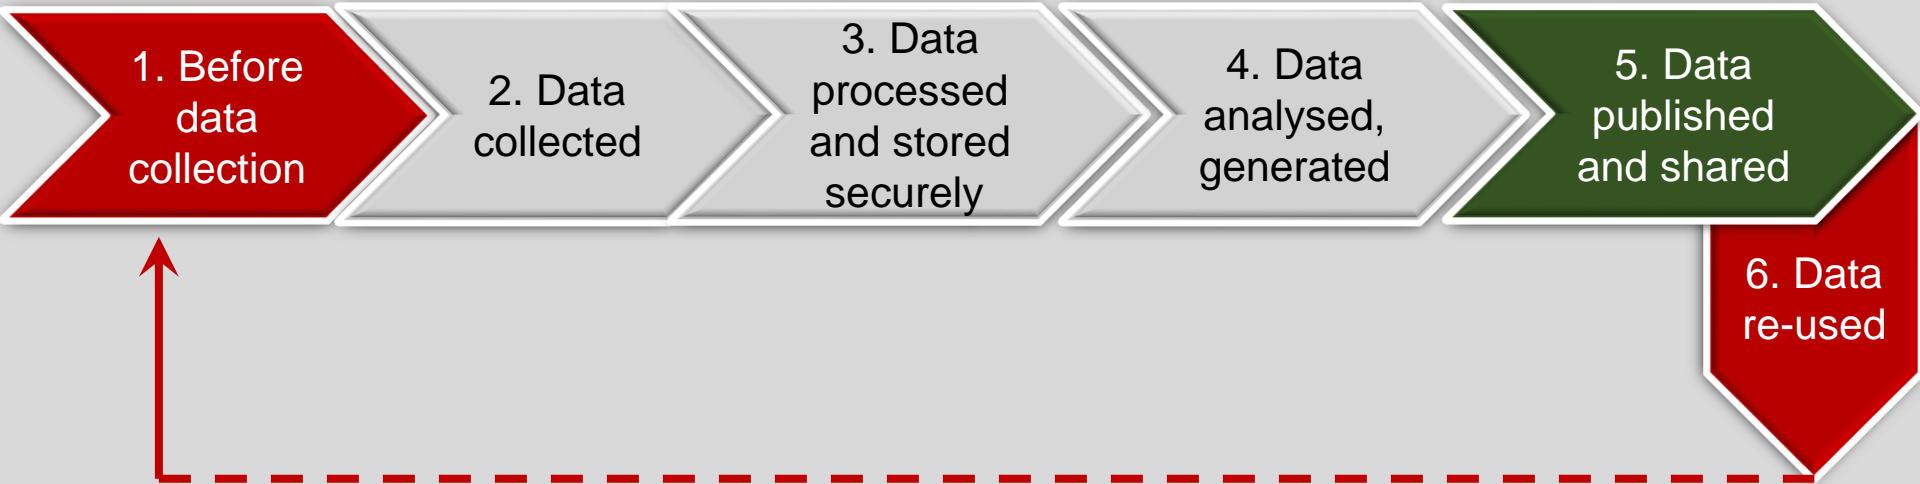 1. Before
data
collection
2. Data
collected
3. Data
processed
and stored
securely
4. Data
analysed,
generated
5. Data
published
and shared
6. Data
re-used